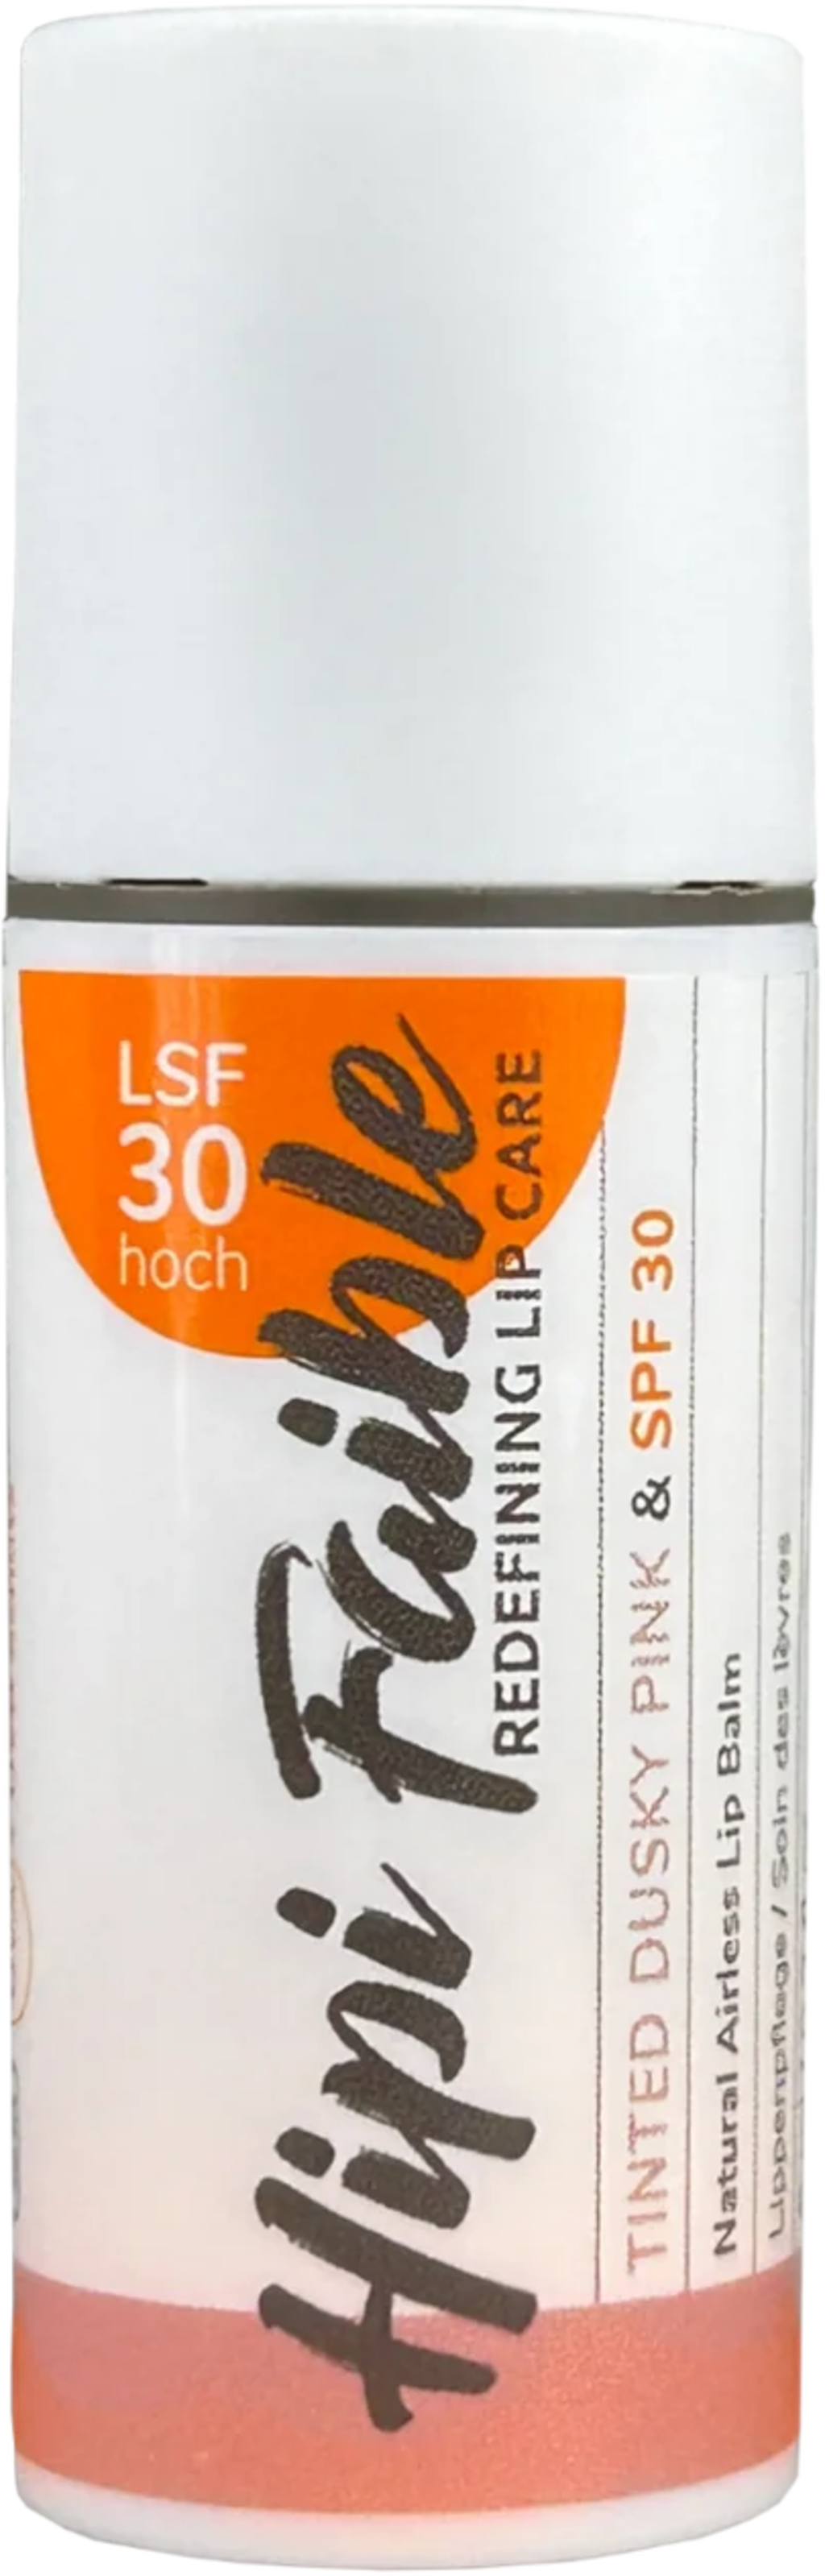 LSF
30
hoch
Hipi Faible
REDEFINING LIP CARE
TINTED DUSKY PINK & SPF 30
Natural Airless Lip Balm
Lippenpflege / Soin des lèvres